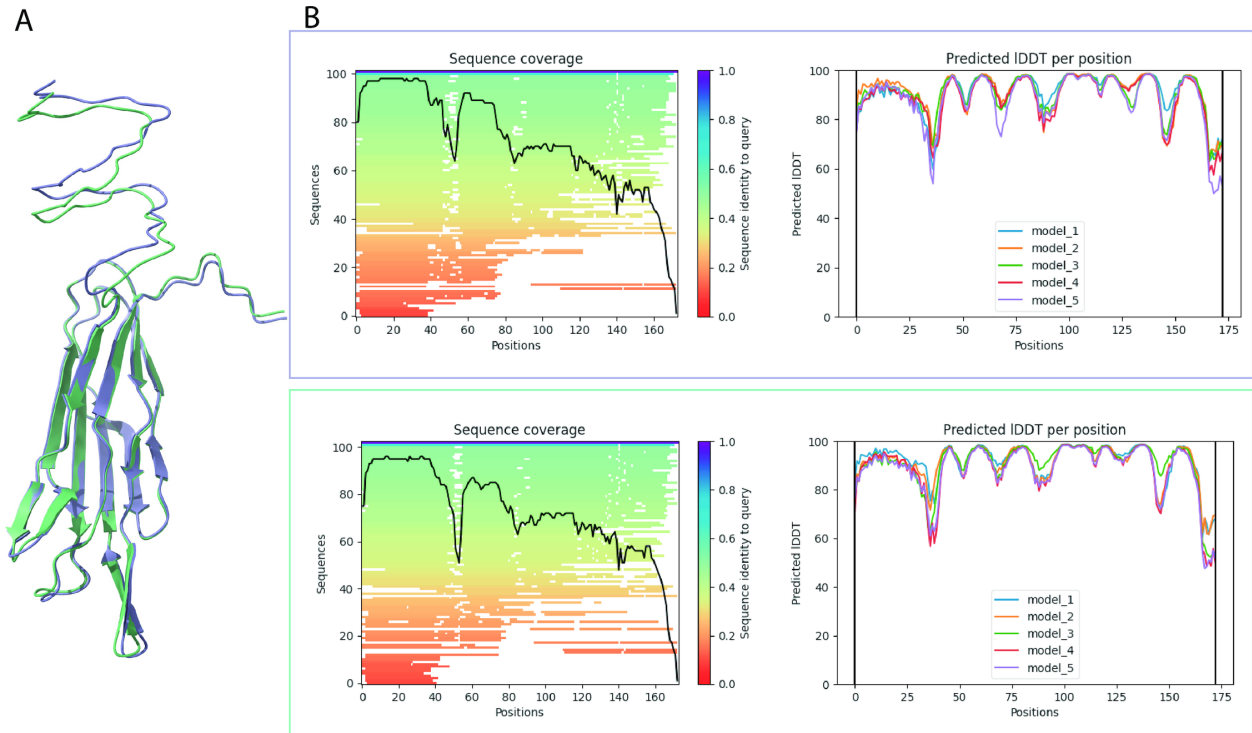 A
B
Sequence coverage
100
80
60
40
20
0
Sequences
0 20 40 60 80 100 120 140 160
Positions
1.0
0.8
0.6
0.4
0.2
0.0
Sequence identity to query
Predicted lDDT per position
100
80
60
40
20
0
Predicted lDDT
model_1
model_2
model_3
model_4
model_5
0 25 50 75 100 125 150 175
Positions
Sequence coverage
100
80
60
40
20
0
Sequences
0 20 40 60 80 100 120 140 160
Positions
1.0
0.8
0.6
0.4
0.2
0.0
Sequence identity to query
Predicted lDDT per position
100
80
60
40
20
0
Predicted lDDT
model_1
model_2
model_3
model_4
model_5
0 25 50 75 100 125 150 175
Positions